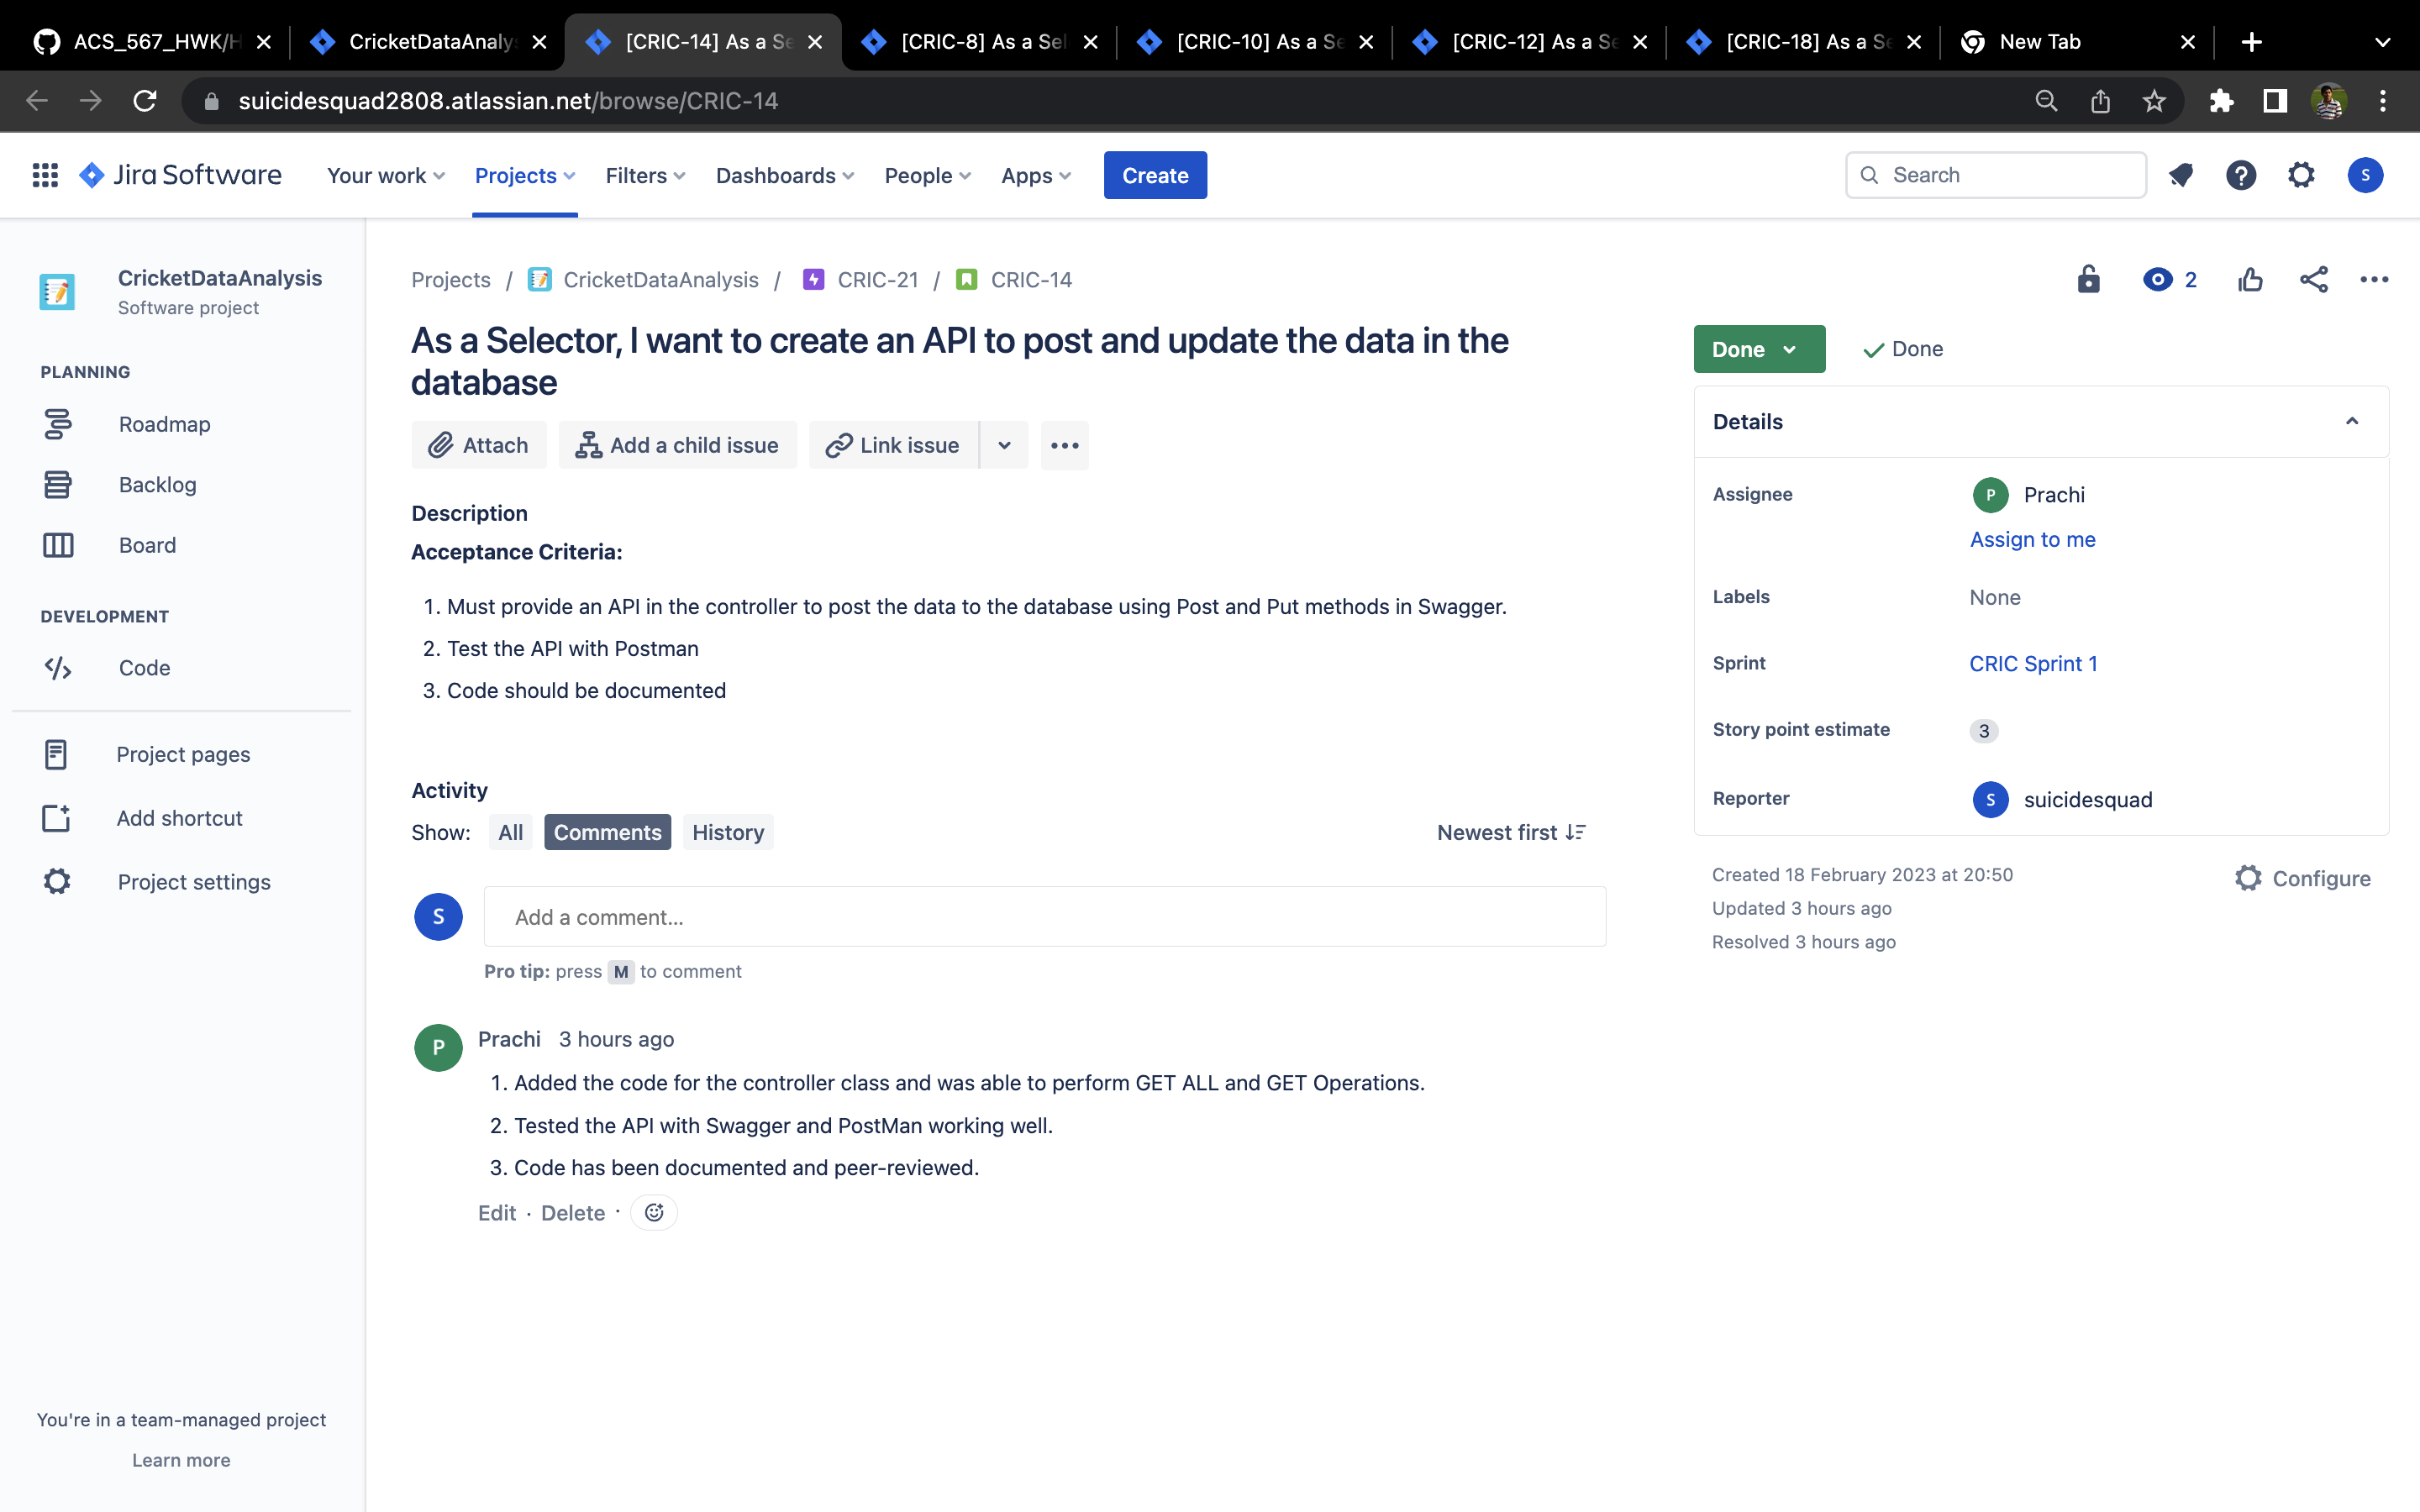 ACS_567_HWK/H
CricketDataAnaly
[CRIC-14] As a Se
[CRIC-8] As a Sel
[CRIC-10] As a Se
[CRIC-12] As a Se
[CRIC-18] As a Se
New Tab
suicidesquad2808.atlassian.net/browse/CRIC-14
Jira Software
Your work
Projects
Filters
Dashboards
People
Apps
Create
Search
S
CricketDataAnalysis
Software project
PLANNING
Roadmap
Backlog
Board
DEVELOPMENT
Code
Project pages
Add shortcut
Project settings
You're in a team-managed project
Learn more
Projects / CricketDataAnalysis / CRIC-21 / CRIC-14
2
As a Selector, I want to create an API to post and update the data in the
database
Attach
Add a child issue
Link issue
Description
Acceptance Criteria:
1. Must provide an API in the controller to post the data to the database using Post and Put methods in Swagger.
2. Test the API with Postman
3. Code should be documented
Activity
Show: All Comments History
Newest first
S
Add a comment...
Pro tip: press M to comment
P
Prachi 3 hours ago
1. Added the code for the controller class and was able to perform GET ALL and GET Operations.
2. Tested the API with Swagger and PostMan working well.
3. Code has been documented and peer-reviewed.
Edit · Delete ·
Done
Done
Details
Assignee
P Prachi
Assign to me
Labels
None
Sprint
CRIC Sprint 1
Story point estimate
3
Reporter
S suicidesquad
Created 18 February 2023 at 20:50
Updated 3 hours ago
Resolved 3 hours ago
Configure